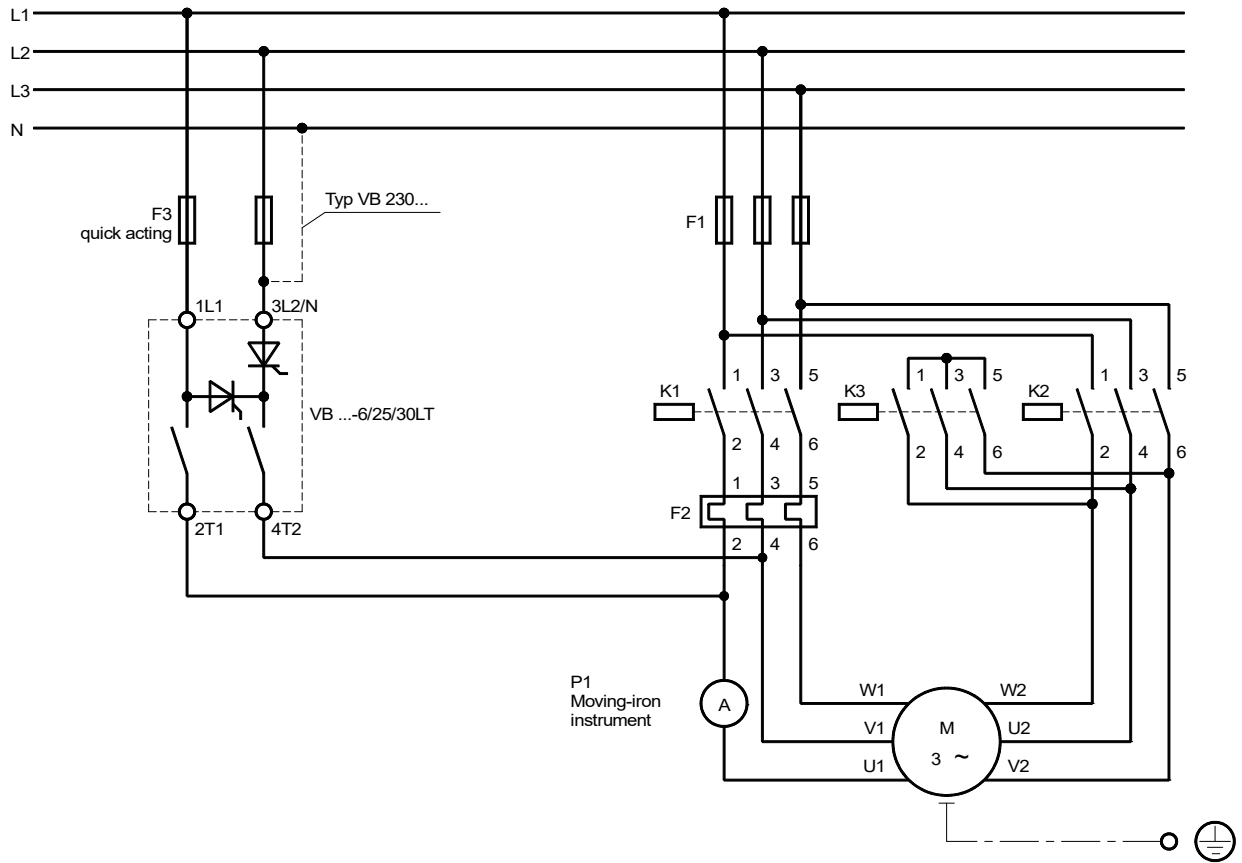 L1
L2
L3
N
Typ VB 230...
F3
quick acting
F1
1L1 3L2/N
1 3 5 1 3 5 1 3 5
K1 K3 K2
VB ...-6/25/30LT
2 4 6 2 4 6 2 4 6
1 3 5
F2
2T1 4T2
2 4 6
P1
Moving-iron
instrument
A
W1 W2
V1 M U2
3 ~
U1 V2